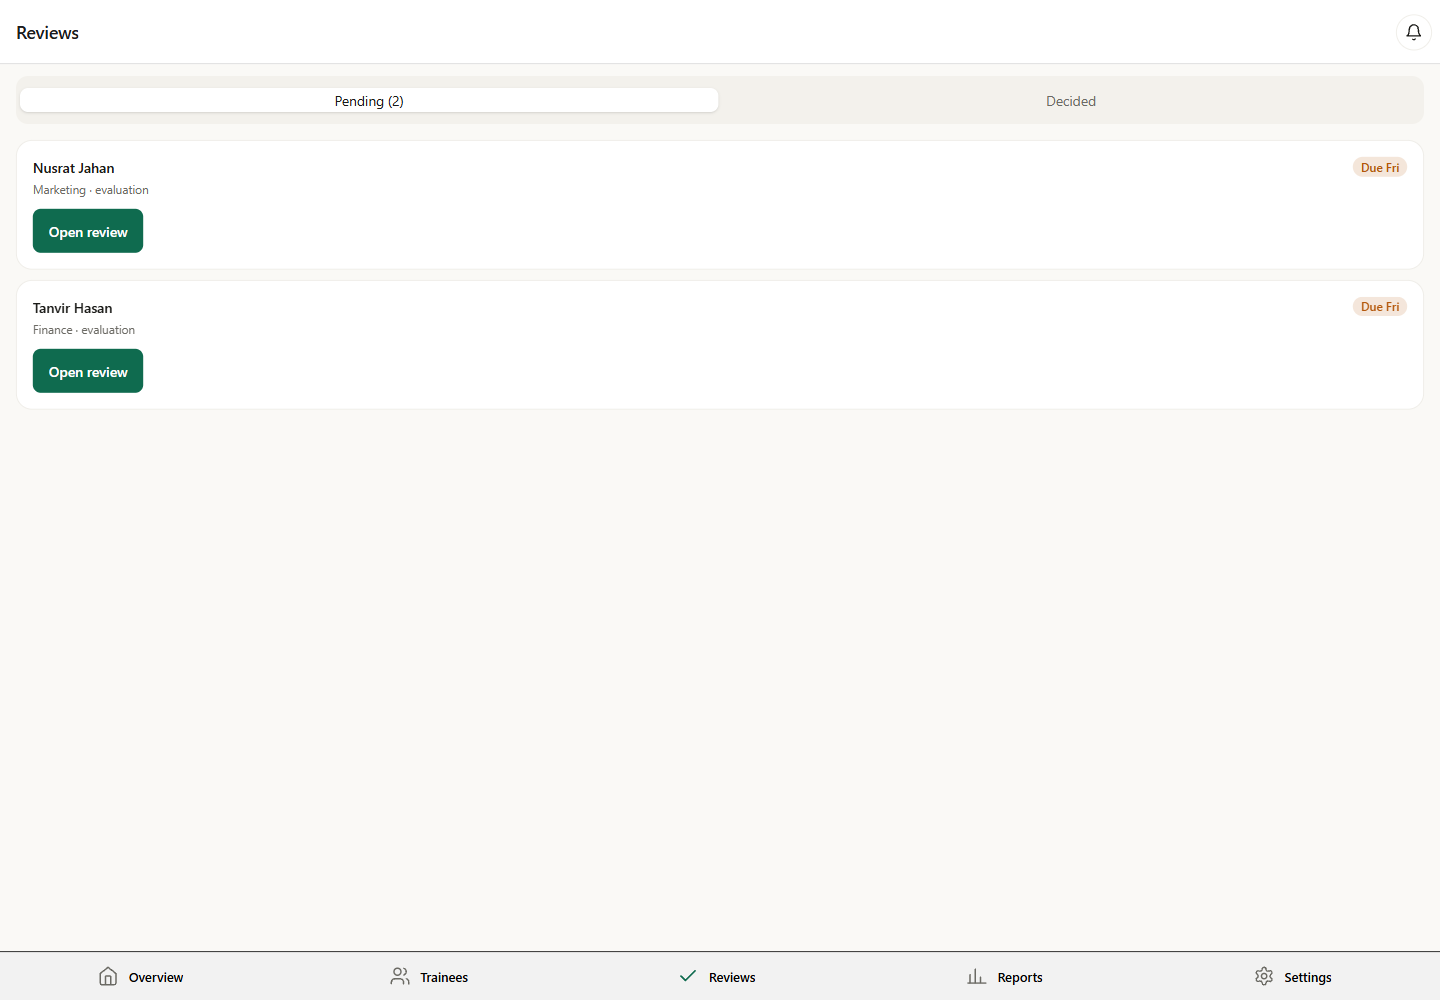 Reviews
Pending (2)
Decided
Nusrat Jahan
Due Fri
Marketing · evaluation
Open review
Tanvir Hasan
Due Fri
Finance · evaluation
Open review
Overview
Trainees
Reviews
Reports
Settings